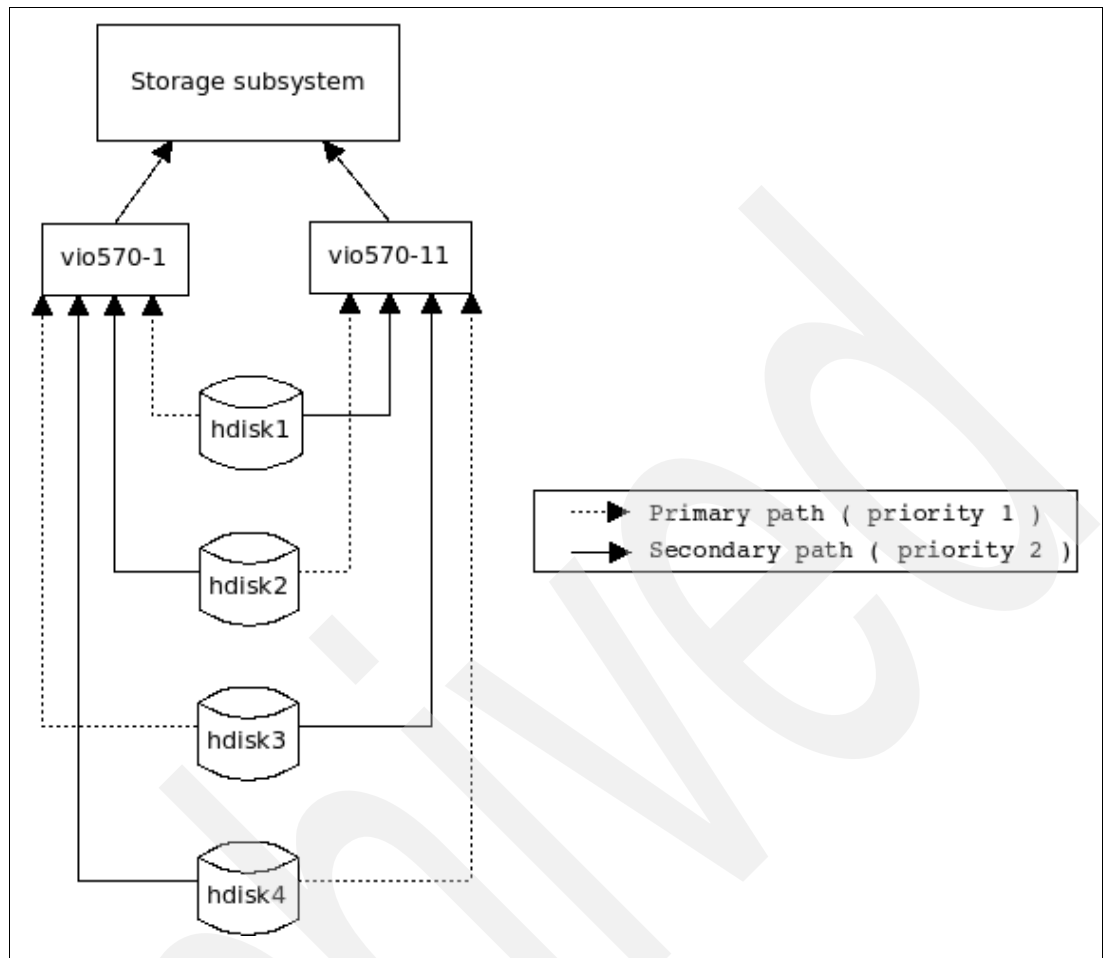 Storage subsystem
vio570-1
vio570-11
hdisk1
hdisk2
hdisk3
hdisk4
Primary path ( priority 1 )
Secondary path ( priority 2 )